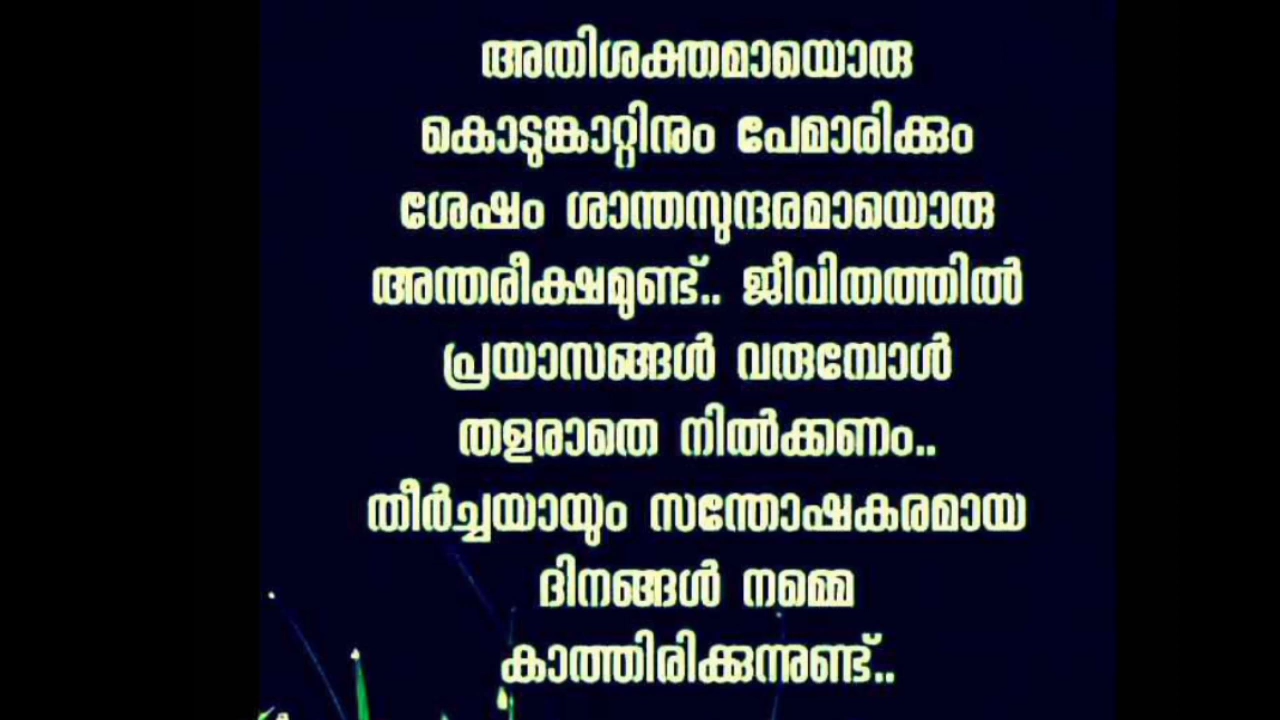 അതിശക്തമായൊരു
കൊടുങ്കാറ്റിനും പേമാരിക്കും
ശേഷം ശാന്തസുന്ദരമായൊരു
അന്തരീക്ഷമുണ്ട്.. ജീവിതത്തിൽ
പ്രയാസങ്ങൾ വരുമ്പോൾ
തളരാതെ നിൽക്കണം..
തീർച്ചയായും സന്തോഷകരമായ
ദിനങ്ങൾ നമ്മെ
കാത്തിരിക്കുന്നുണ്ട്..